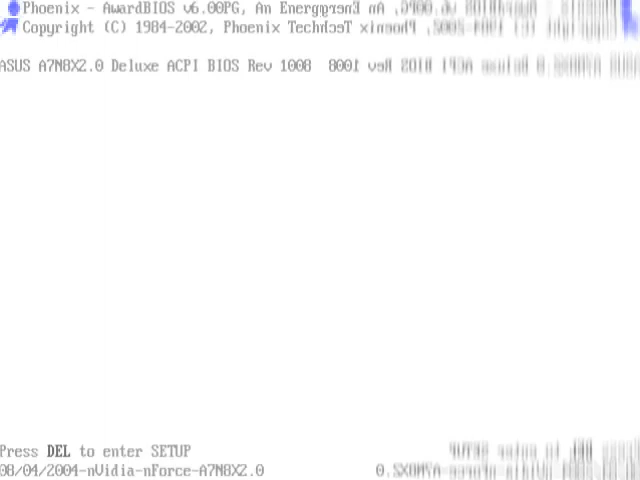 Phoenix - AwardBIOS v6.00PG, An Energy
Copyright (C) 1984-2002, Phoenix Tech
ASUS A7N8X2.0 Deluxe ACPI BIOS Rev 1008
Press DEL to enter SETUP
08/04/2004-nVidia-nForce-A7N8X2.0